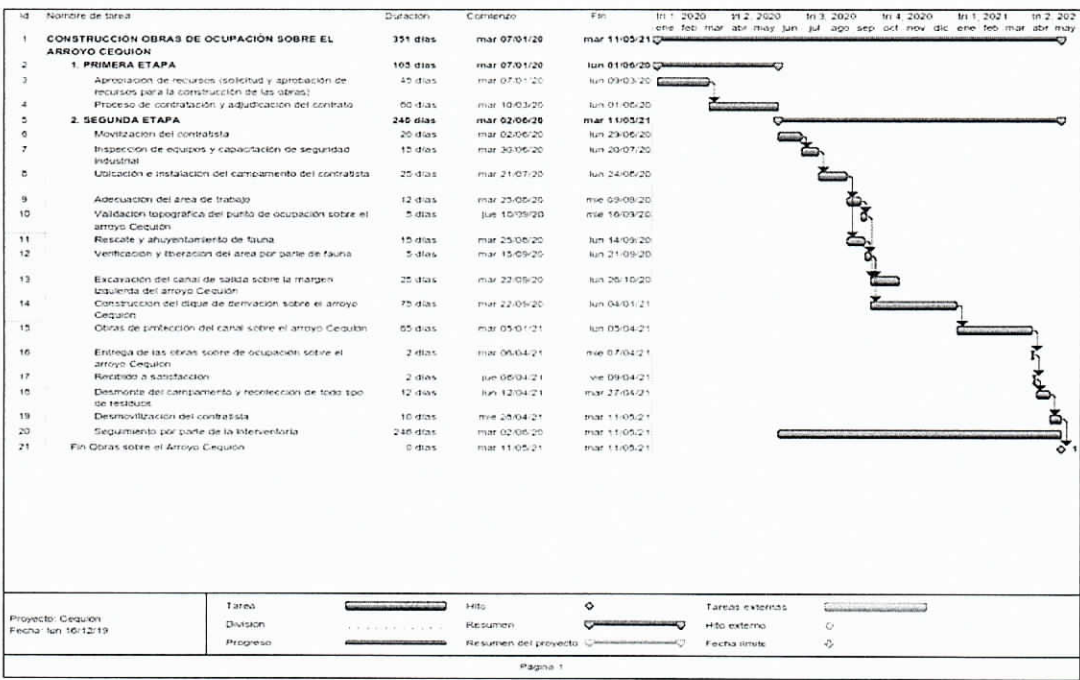 Id Nombre de tarea Duración Comienzo Fin tri 1, 2020 tri 2, 2020 tri 3, 2020 tri 4, 2020 tri 1, 2021 tri 2, 202
ene feb mar abr may jun jul ago sep oct nov dic ene feb mar abr may
1 CONSTRUCCIÓN OBRAS DE OCUPACIÓN SOBRE EL 351 días mar 07/01/20 mar 11/05/21
ARROYO CEQUIÓN
2 1. PRIMERA ETAPA 105 días mar 07/01/20 lun 01/06/20
3 Apropiación de recursos (solicitud y aprobación de 45 días mar 07/01/20 lun 09/03/20
recursos para la construcción de las obras)
4 Proceso de contratación y adjudicación del contrato 60 días mar 10/03/20 lun 01/06/20
5 2. SEGUNDA ETAPA 246 días mar 02/06/20 mar 11/05/21
6 Movilización del contratista 20 días mar 02/06/20 lun 29/06/20
7 Inspección de equipos y capacitación de seguridad 15 días mar 30/06/20 lun 20/07/20
industrial
8 Ubicación e instalación del campamento del contratista 25 días mar 21/07/20 lun 24/08/20
9 Adecuación del área de trabajo 12 días mar 25/08/20 mié 09/09/20
10 Validación topográfica del punto de ocupación sobre el 5 días jue 10/09/20 mié 16/09/20
arroyo Cequión
11 Rescate y ahuyentamiento de fauna 15 días mar 25/08/20 lun 14/09/20
12 Verificación y liberación del área por parte de fauna 5 días mar 15/09/20 lun 21/09/20
13 Excavación del canal de salida sobre la margen 25 días mar 22/09/20 lun 26/10/20
izquierda del arroyo Cequión
14 Construcción del dique de derivación sobre el arroyo 75 días mar 22/09/20 lun 04/01/21
Cequión
15 Obras de protección del canal sobre el arroyo Cequión 65 días mar 05/01/21 lun 05/04/21
16 Entrega de las obras sobre de ocupación sobre el 2 días mar 06/04/21 mié 07/04/21
arroyo Cequión
17 Recibido a satisfacción 2 días jue 08/04/21 vie 09/04/21
18 Desmonte del campamento y recolección de todo tipo 12 días lun 12/04/21 mar 27/04/21
de residuos
19 Desmovilización del contratista 10 días mié 28/04/21 mar 11/05/21
20 Seguimiento por parte de la Interventoría 246 días mar 02/06/20 mar 11/05/21
21 Fin Obras sobre el Arroyo Cequión 0 días mar 11/05/21 mar 11/05/21 1
Proyecto: Cequión
Fecha: lun 16/12/19
Tarea Hito Tareas externas
División Resumen Hito externo
Progreso Resumen del proyecto Fecha límite
Página 1